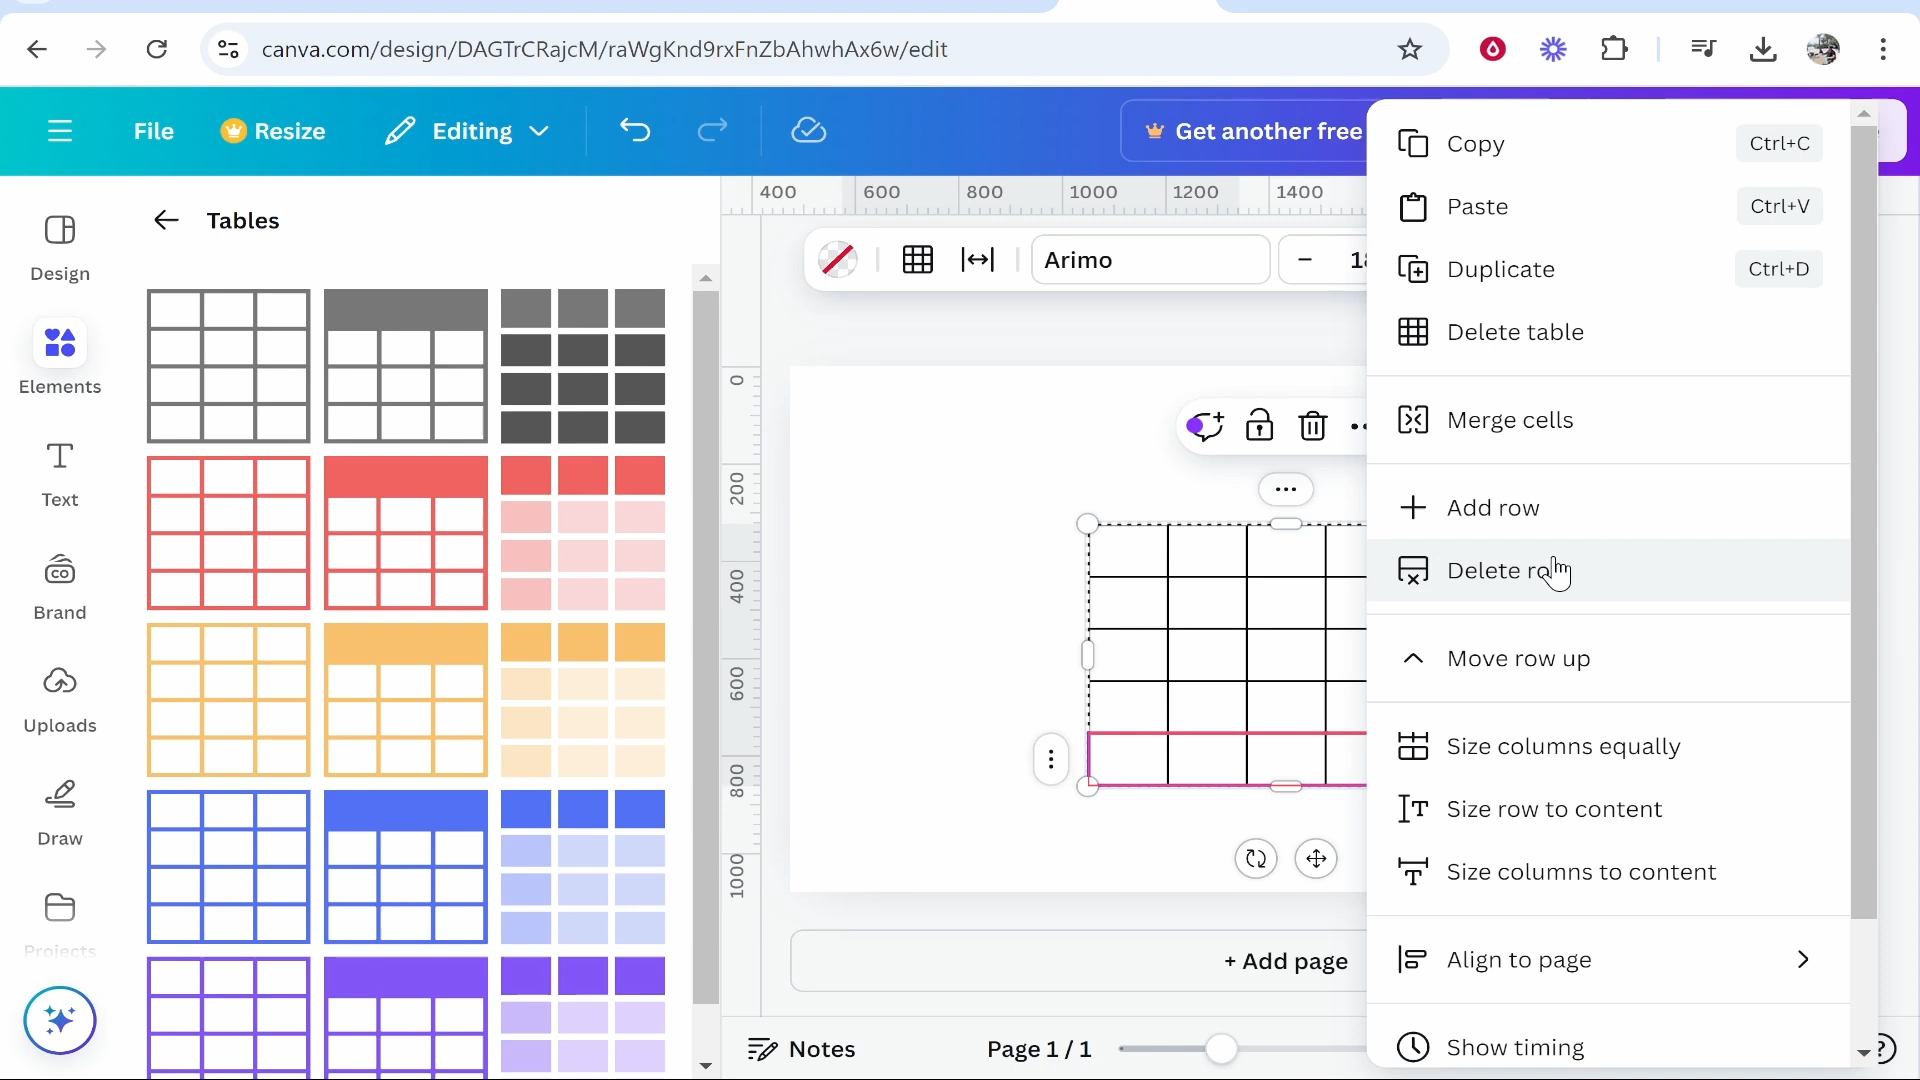 canva.com/design/DAGTrCRajcM/raWgKnd9rxFnZbAhwhAx6w/edit
File
Resize
Editing
Get another free
Design
Elements
Text
Brand
Uploads
Draw
Projects
Tables
400
600
800
1000
1200
1400
Arimo
0
200
400
600
800
1000
+ Add page
Notes
Page 1 / 1
Copy
Ctrl+C
Paste
Ctrl+V
Duplicate
Ctrl+D
Delete table
Merge cells
Add row
Delete
Move row up
Size columns equally
Size row to content
Size columns to content
Align to page
Show timing